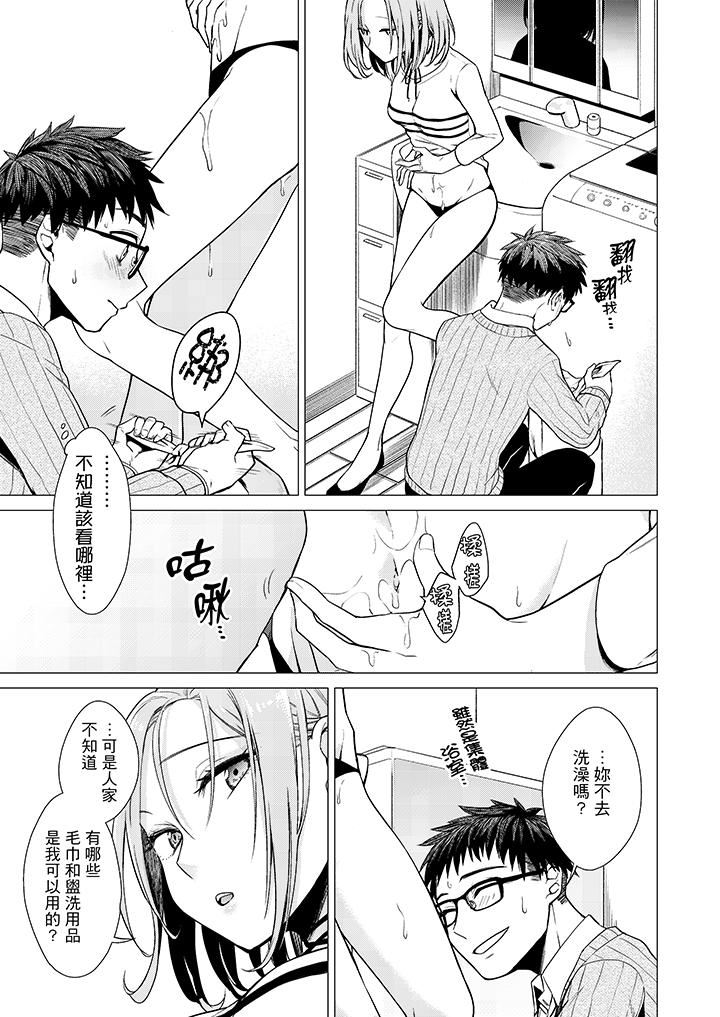 翻找
翻找…
………
不知道該看哪裡…
揉搓
揉搓
咕啾…
…妳不去
洗澡嗎？
雖然是集體
浴室…
…可是人家
不知道
有哪些
毛巾和盥洗用品
是我可以用的？